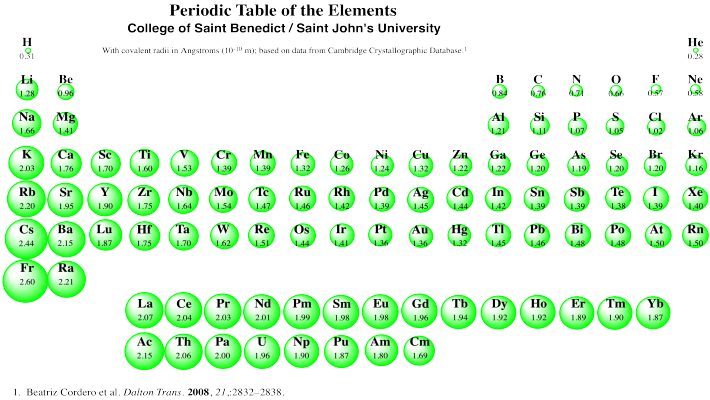 Periodic Table of the Elements
College of Saint Benedict / Saint John's University
With covalent radii in Angstroms (10⁻¹⁰ m); based on data from Cambridge Crystallographic Database.¹
H He
0.31 0.28
Li Be B C N O F Ne
1.28 0.96 0.84 0.76 0.71 0.66 0.57 0.58
Na Mg Al Si P S Cl Ar
1.66 1.41 1.21 1.11 1.07 1.05 1.02 1.06
K Ca Sc Ti V Cr Mn Fe Co Ni Cu Zn Ga Ge As Se Br Kr
2.03 1.76 1.70 1.60 1.53 1.39 1.39 1.32 1.26 1.24 1.32 1.22 1.22 1.20 1.19 1.20 1.20 1.16
Rb Sr Y Zr Nb Mo Tc Ru Rh Pd Ag Cd In Sn Sb Te I Xe
2.20 1.95 1.90 1.75 1.64 1.54 1.47 1.46 1.42 1.39 1.45 1.44 1.42 1.39 1.39 1.38 1.39 1.40
Cs Ba Lu Hf Ta W Re Os Ir Pt Au Hg Tl Pb Bi Po At Rn
2.44 2.15 1.87 1.75 1.70 1.62 1.51 1.44 1.41 1.36 1.36 1.32 1.45 1.46 1.48 1.48 1.50 1.50
Fr Ra
2.60 2.21
La Ce Pr Nd Pm Sm Eu Gd Tb Dy Ho Er Tm Yb
2.07 2.04 2.03 2.01 1.99 1.98 1.98 1.96 1.94 1.92 1.92 1.89 1.90 1.87
Ac Th Pa U Np Pu Am Cm
2.15 2.06 2.00 1.96 1.90 1.87 1.80 1.69
1. Beatriz Cordero et al. Dalton Trans. 2008, 21,:2832–2838.